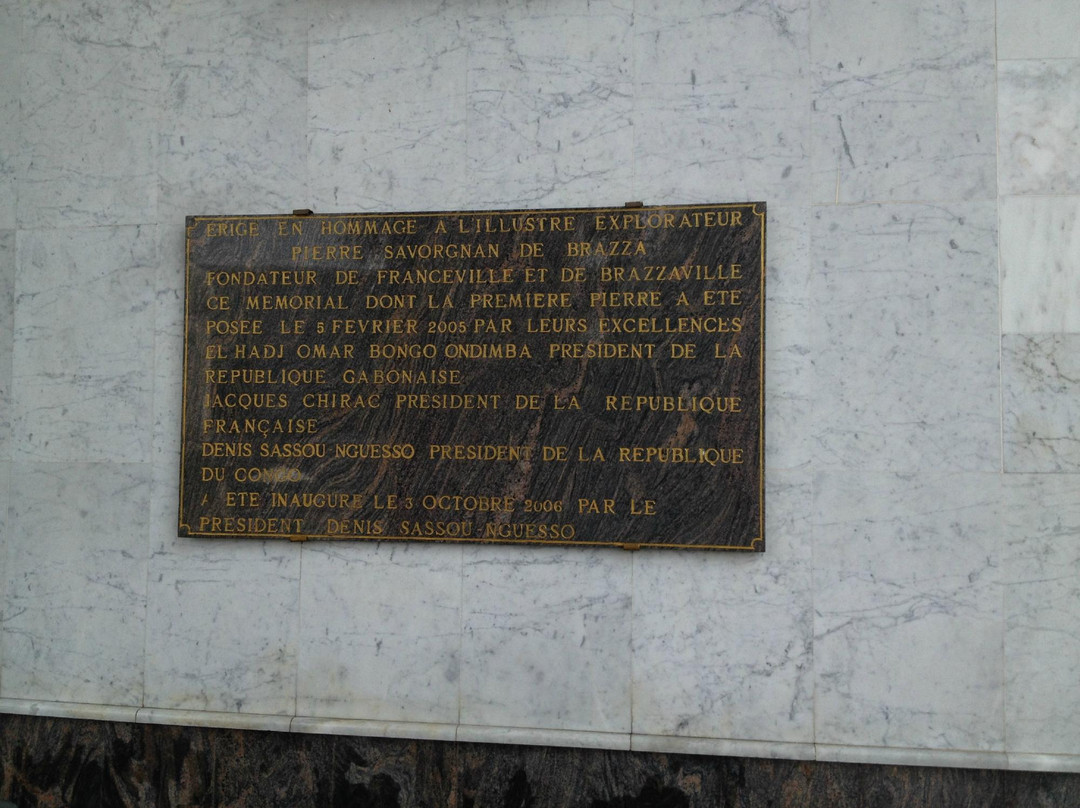 ERIGE EN HOMMAGE A L'ILLUSTRE EXPLORATEUR
PIERRE SAVORGNAN DE BRAZZA
FONDATEUR DE FRANCEVILLE ET DE BRAZZAVILLE
CE MEMORIAL DONT LA PREMIERE PIERRE A ETE
POSEE LE 5 FEVRIER 2005 PAR LEURS EXCELLENCES
EL HADJ OMAR BONGO ONDIMBA PRESIDENT DE LA
REPUBLIQUE GABONAISE
JACQUES CHIRAC PRESIDENT DE LA REPUBLIQUE
FRANÇAISE
DENIS SASSOU-NGUESSO PRESIDENT DE LA REPUBLIQUE
DU CONGO
A ETE INAUGURE LE 3 OCTOBRE 2006 PAR LE
PRESIDENT DENIS SASSOU-NGUESSO